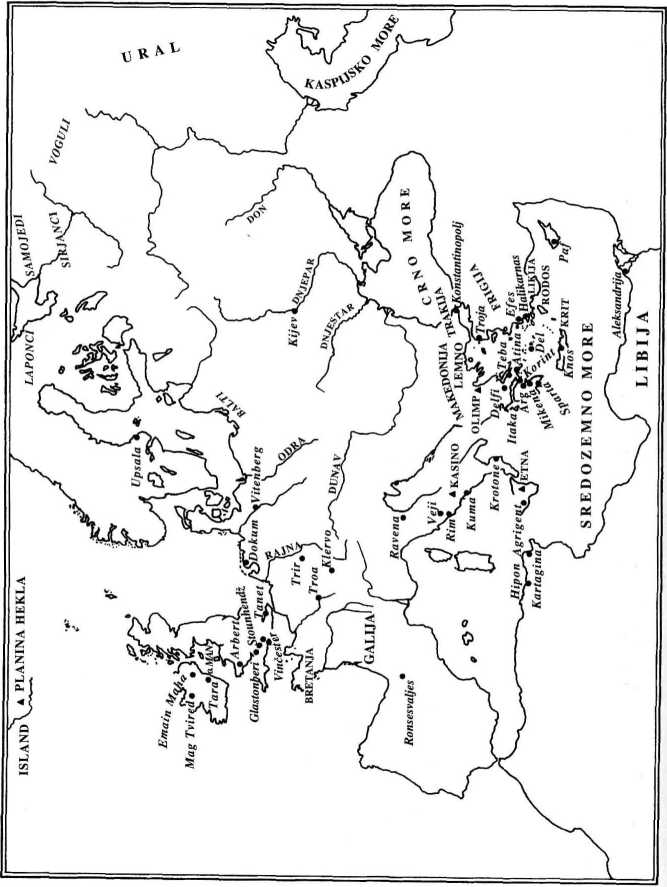 ISLAND ▲ PLANINA HEKLA
LAPONCI
SAMOJEDI
SIRJANCI
VOGULI
URAL
KASPIJSKO MORE
Upsala
BALTI
Emain Maha
Mag Tvired
Tara
MAN
Arbert
Glastonberi
Stounhendž
Vinčester
Tanet
Dokum
Vitenberg
ODRA
RAJNA
Trir
Troa
Klervo
DUNAV
Kijev
DNJEPAR
DNJESTAR
DON
BRETANJA
GALIJA
Ronsesvaljes
Ravena
Veji
Rim
KASINO
Kuma
Krotone
ETNA
Agrigent
Hipon
Kartagina
CRNO MORE
Konstantinopolj
MAKEDONIJA
TRAKIJA
LEMNO
OLIMP
Troja
FRIGIJA
Delfi
Teba
Efes
Itaka
Atina
Halikarnas
Arg
Korint
LIKIJA
Mikena
Del
RODOS
Sparta
Knos
KRIT
Paf
SREDOZEMNO MORE
Aleksandrija
LIBIJA